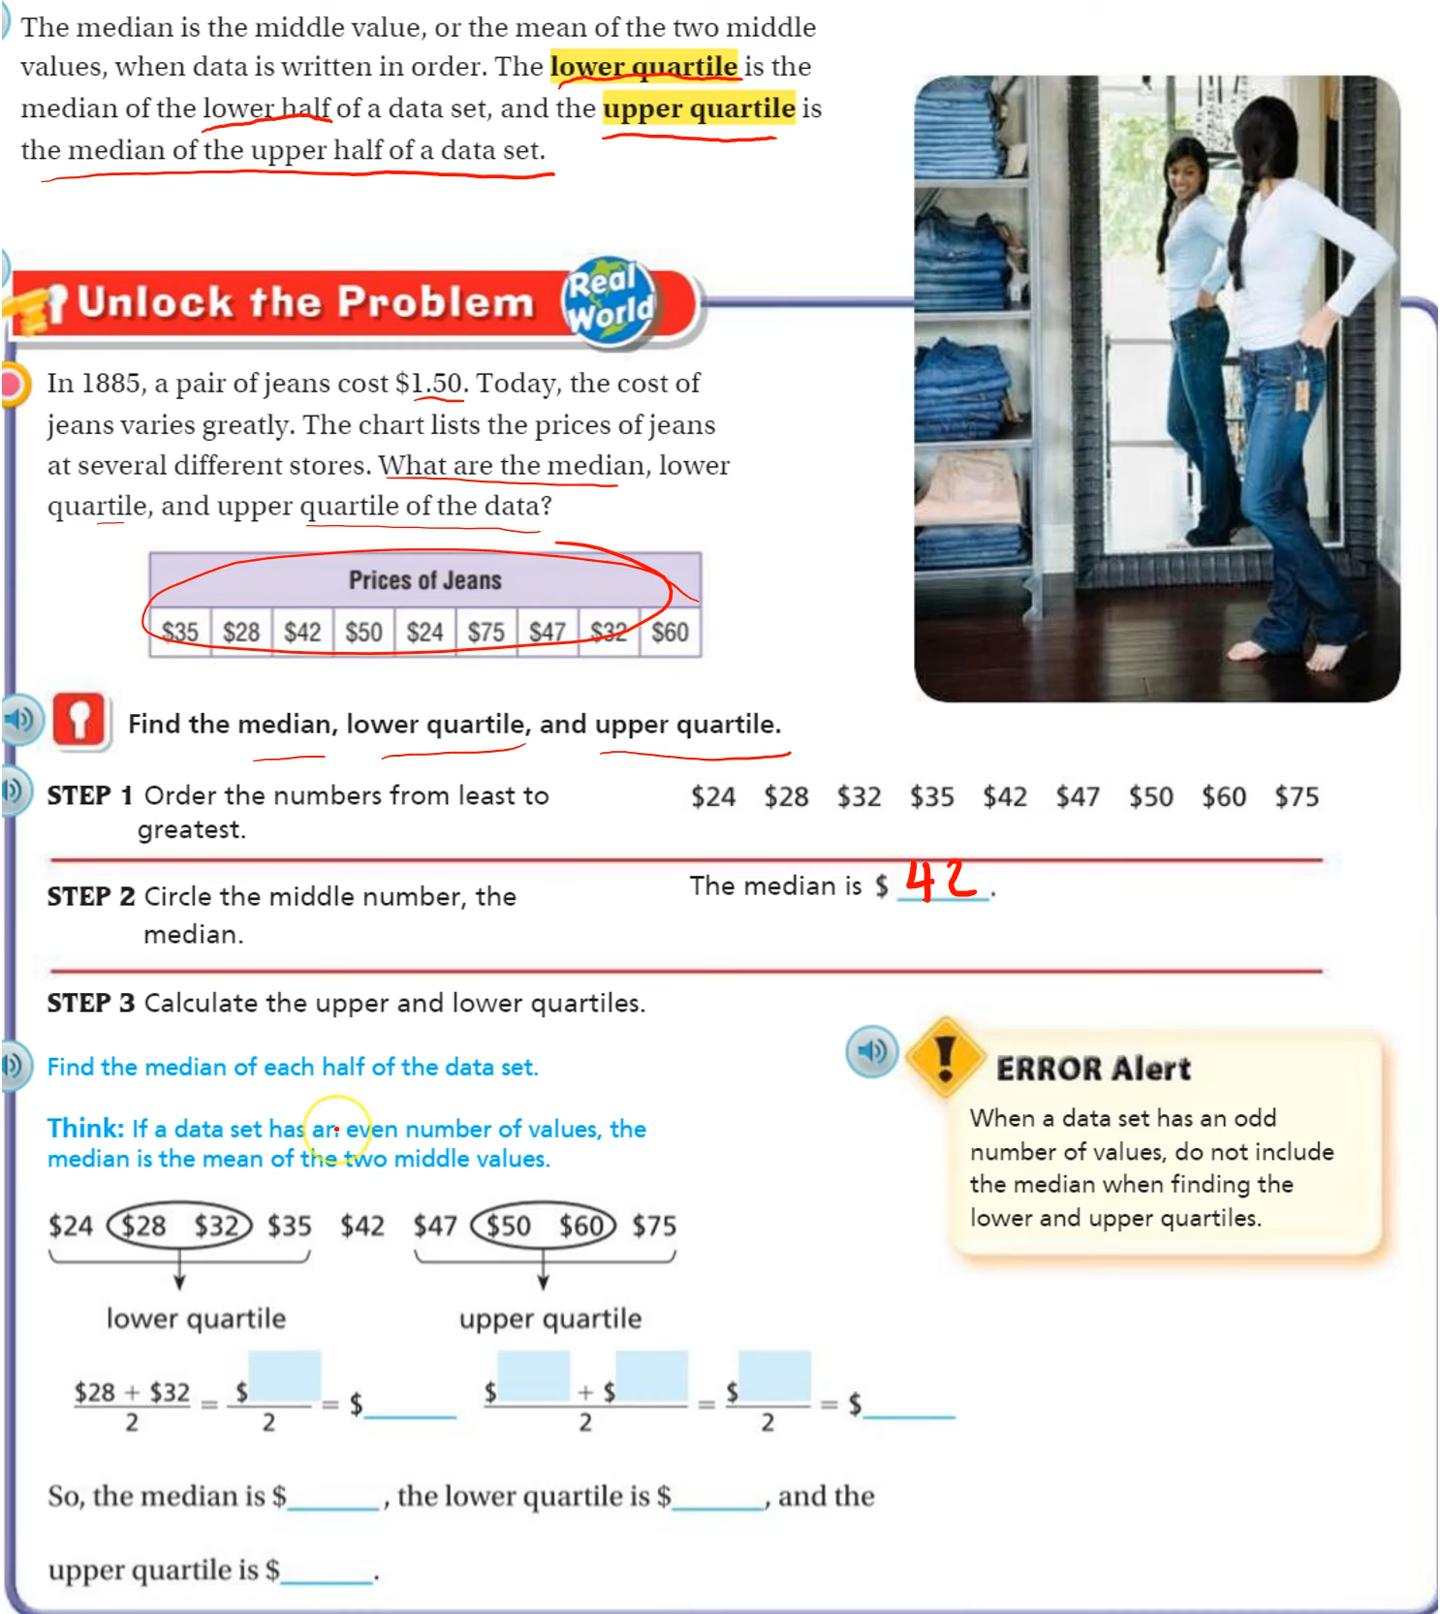 The median is the middle value, or the mean of the two middle
values, when data is written in order. The lower quartile is the
median of the lower half of a data set, and the upper quartile is
the median of the upper half of a data set.
Unlock the Problem
Real
World
In 1885, a pair of jeans cost $1.50. Today, the cost of
jeans varies greatly. The chart lists the prices of jeans
at several different stores. What are the median, lower
quartile, and upper quartile of the data?
Prices of Jeans
$35 $28 $42 $50 $24 $75 $47 $32 $60
Find the median, lower quartile, and upper quartile.
STEP 1 Order the numbers from least to
greatest.
$24 $28 $32 $35 $42 $47 $50 $60 $75
STEP 2 Circle the middle number, the
median.
The median is $ 42.
STEP 3 Calculate the upper and lower quartiles.
Find the median of each half of the data set.
Think: If a data set has an even number of values, the
median is the mean of the two middle values.
ERROR Alert
When a data set has an odd
number of values, do not include
the median when finding the
lower and upper quartiles.
$24 $28 $32 $35 $42 $47 $50 $60 $75
lower quartile upper quartile
$28 + $32 / 2 = $ / 2 = $____ $ + $ / 2 = $ / 2 = $____
So, the median is $____, the lower quartile is $____, and the
upper quartile is $____.